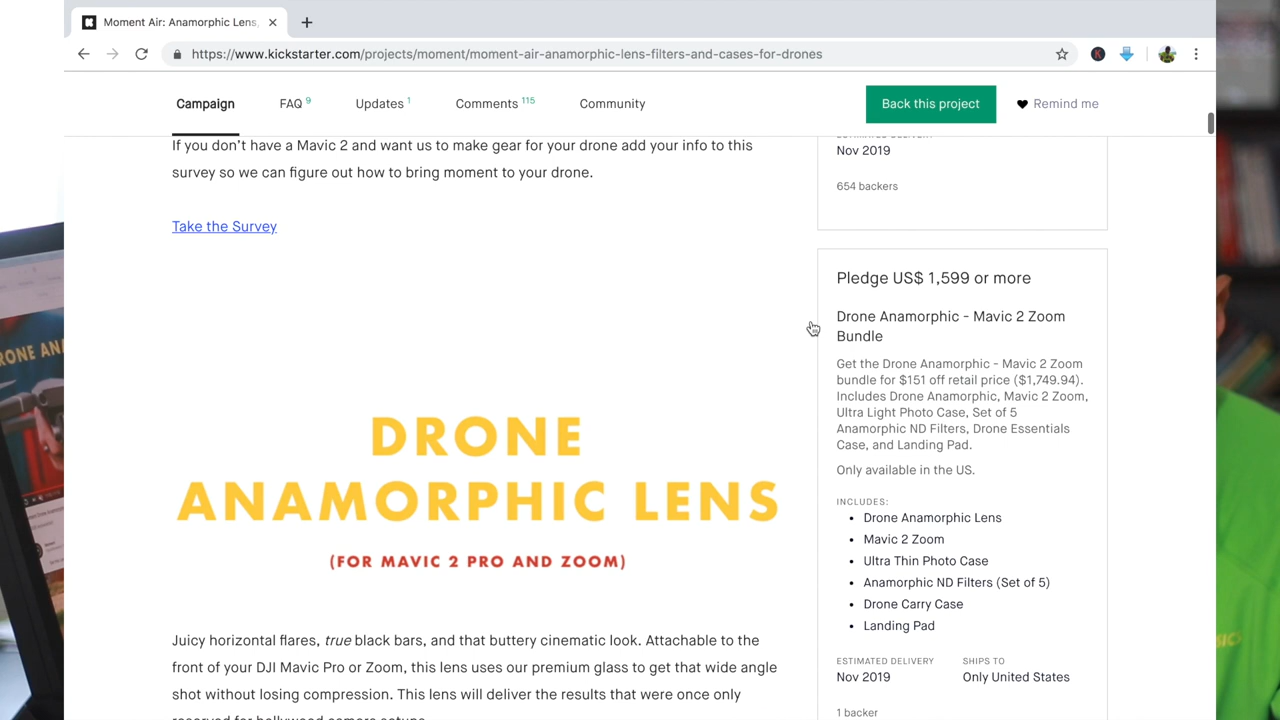 Moment Air: Anamorphic Lens,
https://www.kickstarter.com/projects/moment/moment-air-anamorphic-lens-filters-and-cases-for-drones
Campaign
FAQ 9
Updates 1
Comments 115
Community
Back this project
Remind me
If you don’t have a Mavic 2 and want us to make gear for your drone add your info to this
survey so we can figure out how to bring moment to your drone.
Take the Survey
DRONE
ANAMORPHIC LENS
(FOR MAVIC 2 PRO AND ZOOM)
Juicy horizontal flares, true black bars, and that buttery cinematic look. Attachable to the
front of your DJI Mavic Pro or Zoom, this lens uses our premium glass to get that wide angle
shot without losing compression. This lens will deliver the results that were once only
ESTIMATED DELIVERY
Nov 2019
654 backers
Pledge US$ 1,599 or more
Drone Anamorphic - Mavic 2 Zoom
Bundle
Get the Drone Anamorphic - Mavic 2 Zoom
bundle for $151 off retail price ($1,749.94).
Includes Drone Anamorphic, Mavic 2 Zoom,
Ultra Light Photo Case, Set of 5
Anamorphic ND Filters, Drone Essentials
Case, and Landing Pad.
Only available in the US.
INCLUDES:
Drone Anamorphic Lens
Mavic 2 Zoom
Ultra Thin Photo Case
Anamorphic ND Filters (Set of 5)
Drone Carry Case
Landing Pad
ESTIMATED DELIVERY
Nov 2019
SHIPS TO
Only United States
1 backer
RONE AN